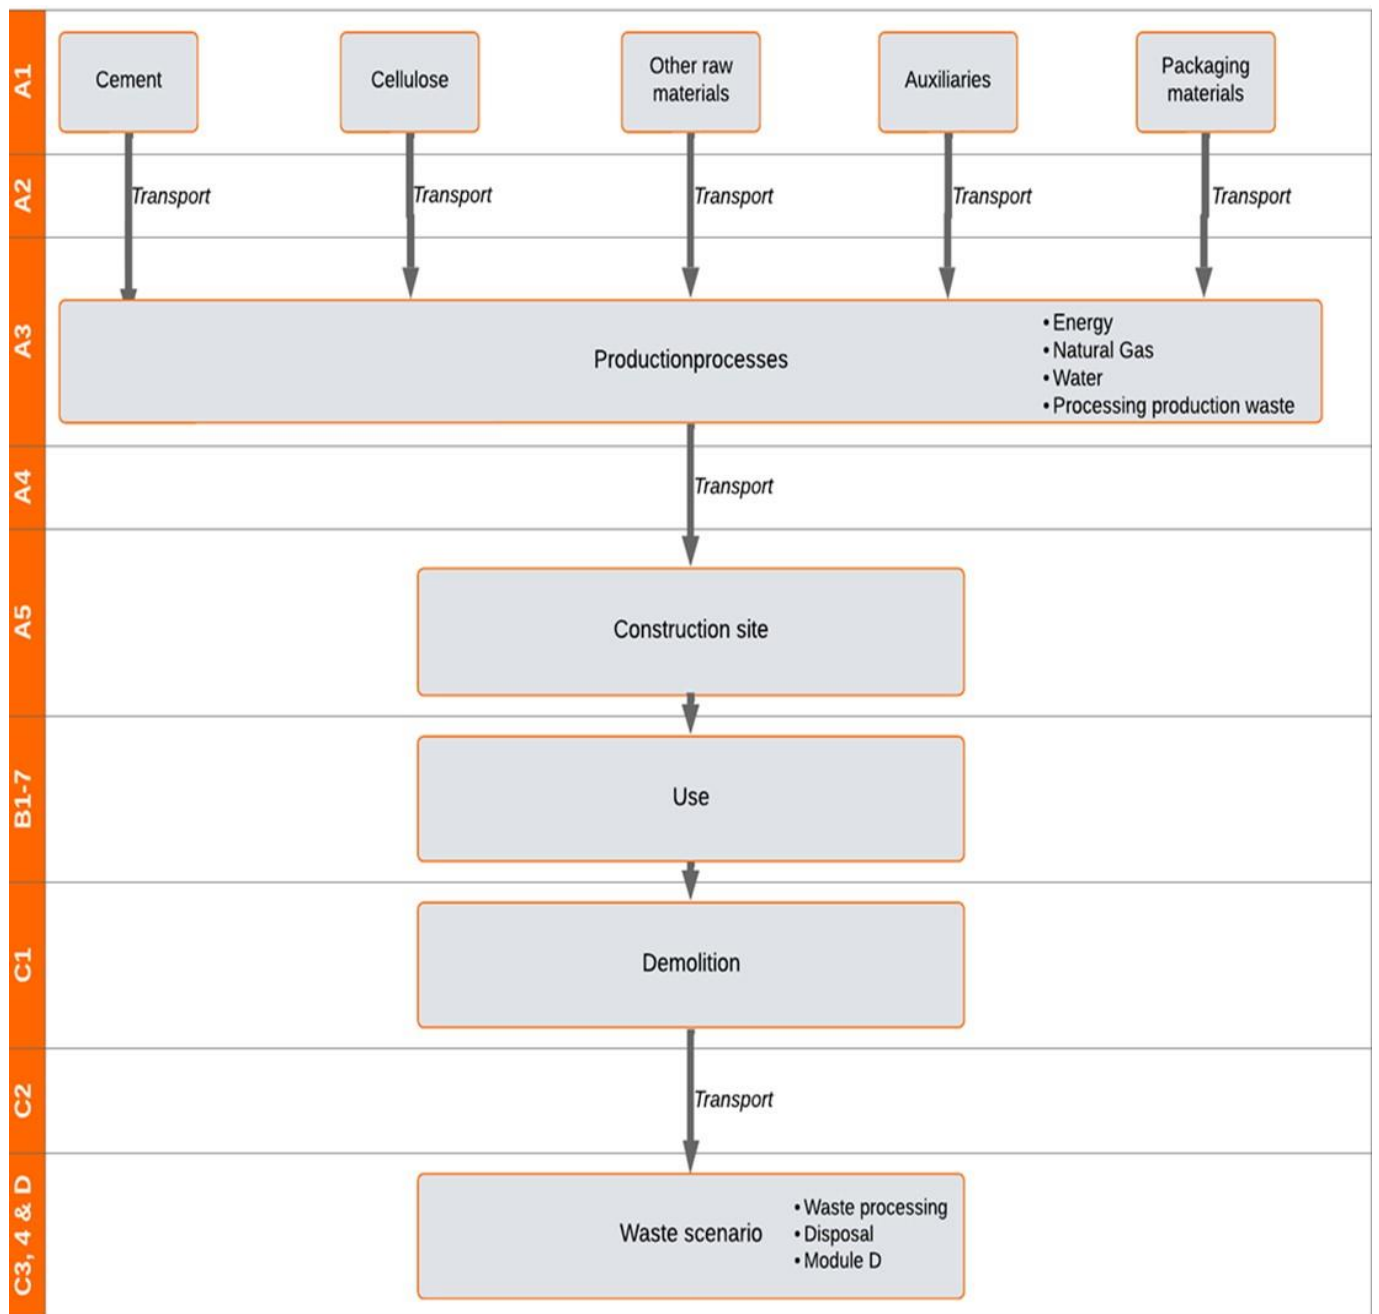 A1
Cement
Cellulose
Other raw
materials
Auxiliaries
Packaging
materials
A2
Transport
Transport
Transport
Transport
Transport
A3
Productionprocesses
• Energy
• Natural Gas
• Water
• Processing production waste
A4
Transport
A5
Construction site
B1-7
Use
C1
Demolition
C2
Transport
C3, 4 & D
Waste scenario
• Waste processing
• Disposal
• Module D